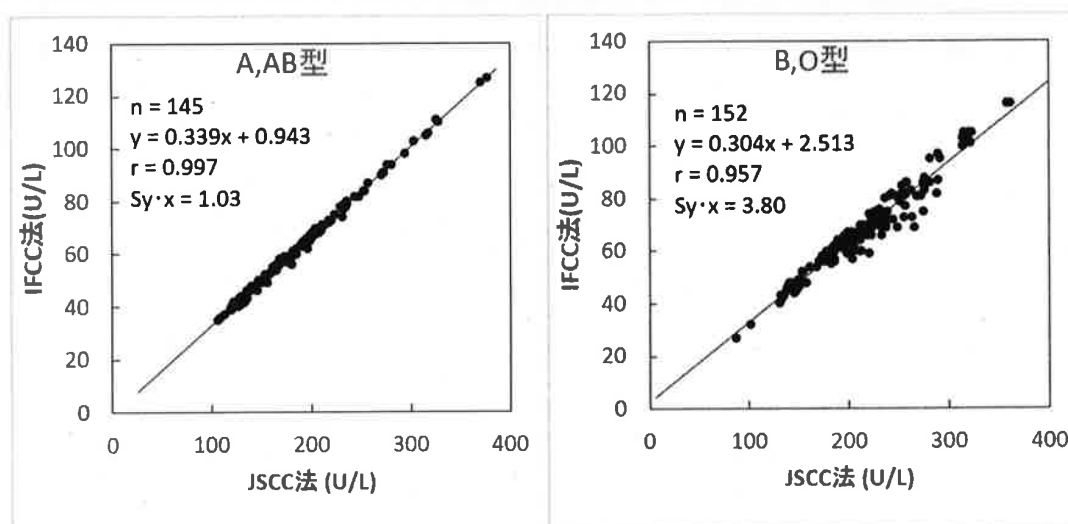 A,AB型
n = 145
y = 0.339x + 0.943
r = 0.997
Sy・x = 1.03
IFCC法(U/L)
140
120
100
80
60
40
20
0
0 100 200 300 400
JSCC法 (U/L)
B,O型
n = 152
y = 0.304x + 2.513
r = 0.957
Sy・x = 3.80
IFCC法(U/L)
140
120
100
80
60
40
20
0
0 100 200 300 400
JSCC法 (U/L)